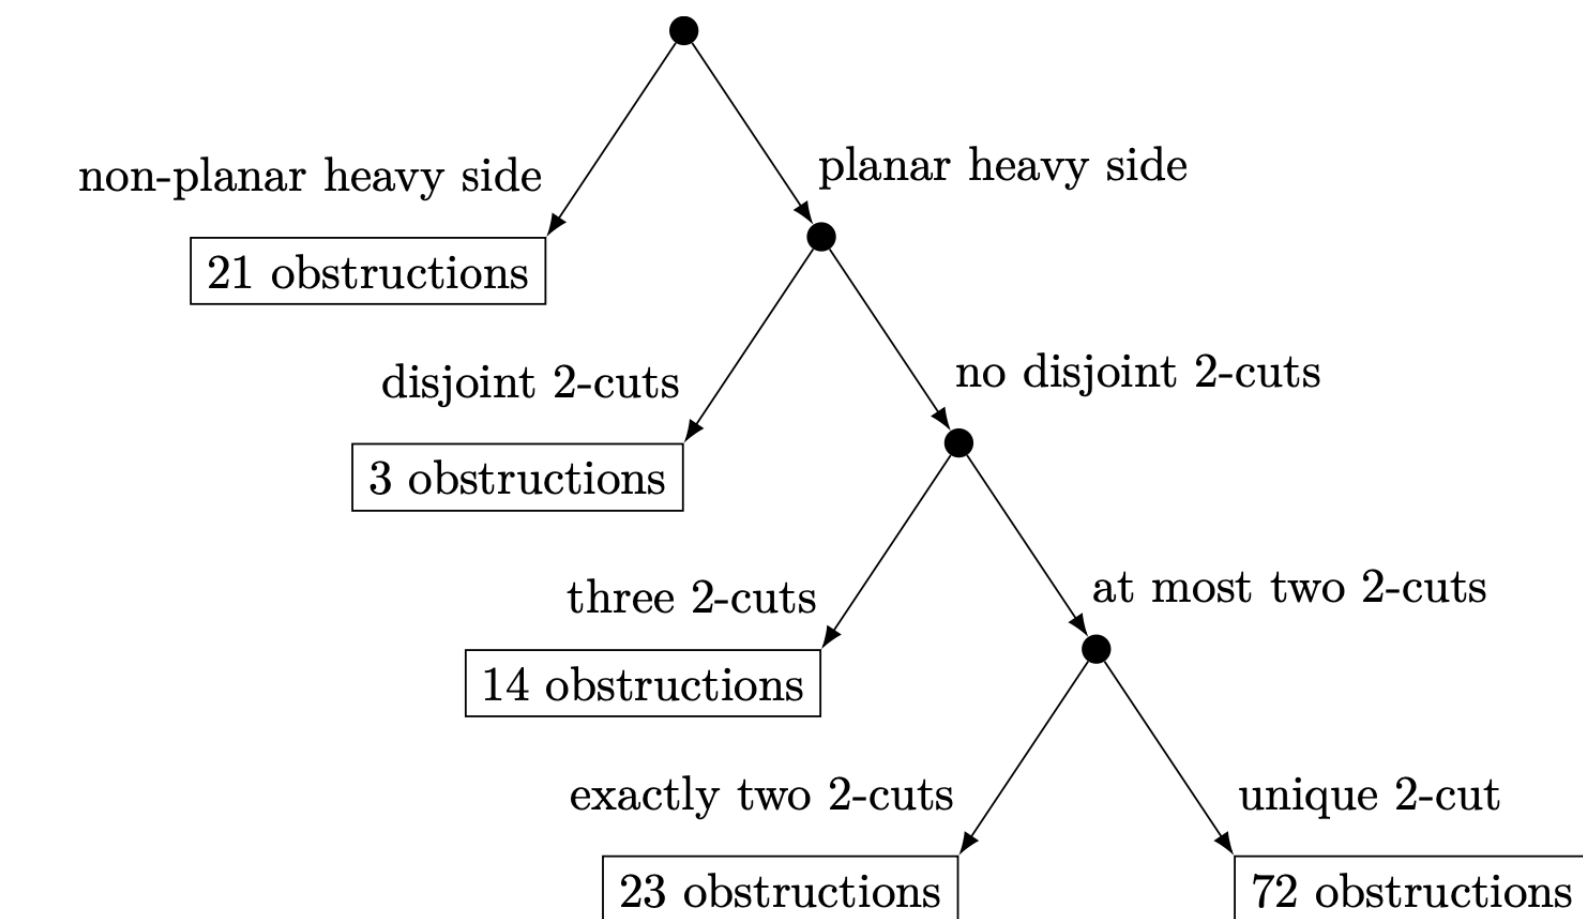 non-planar heavy side
planar heavy side
21 obstructions
disjoint 2-cuts
no disjoint 2-cuts
3 obstructions
three 2-cuts
at most two 2-cuts
14 obstructions
exactly two 2-cuts
unique 2-cut
23 obstructions
72 obstructions